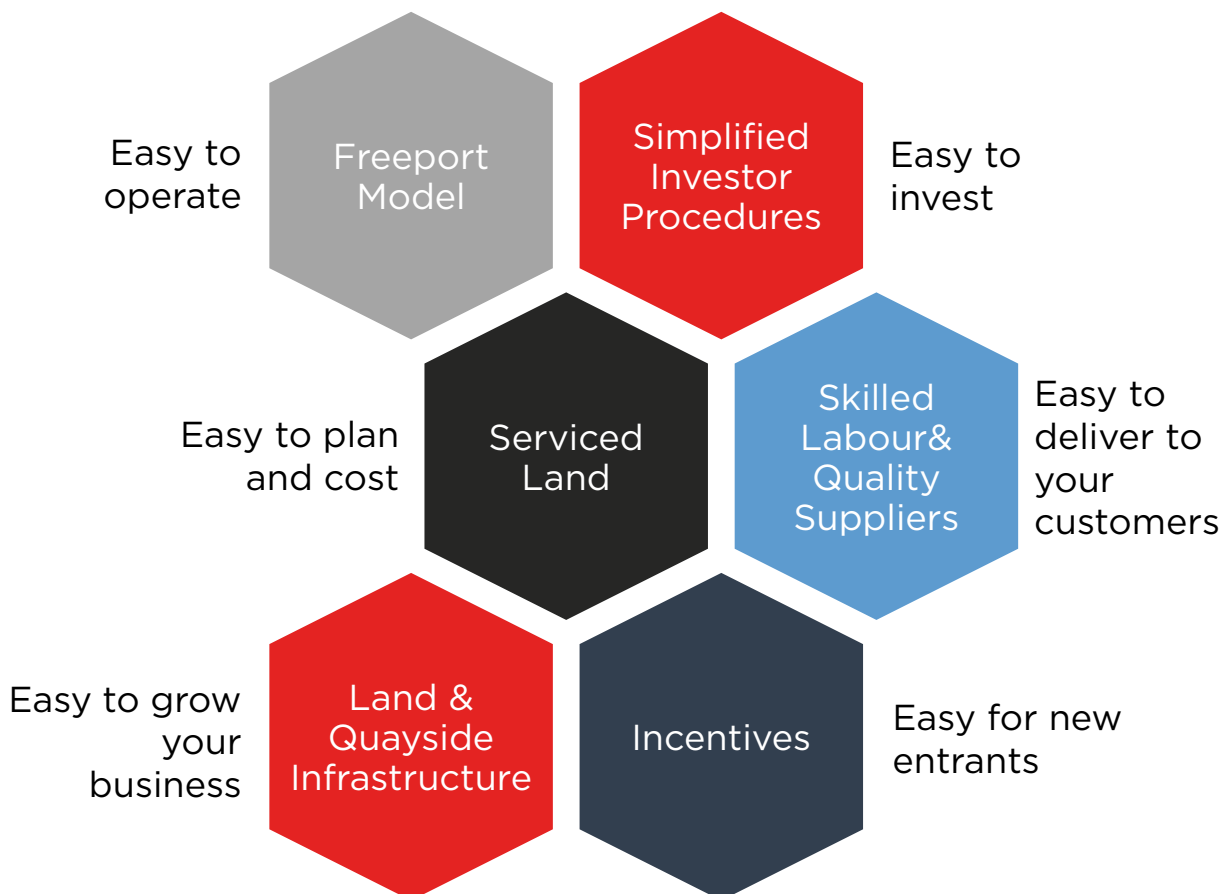 Easy to
operate
Freeport
Model
Simplified
Investor
Procedures
Easy to
invest
Easy to plan
and cost
Serviced
Land
Skilled
Labour&
Quality
Suppliers
Easy to
deliver to
your
customers
Easy to grow
your
business
Land &
Quayside
Infrastructure
Incentives
Easy for new
entrants